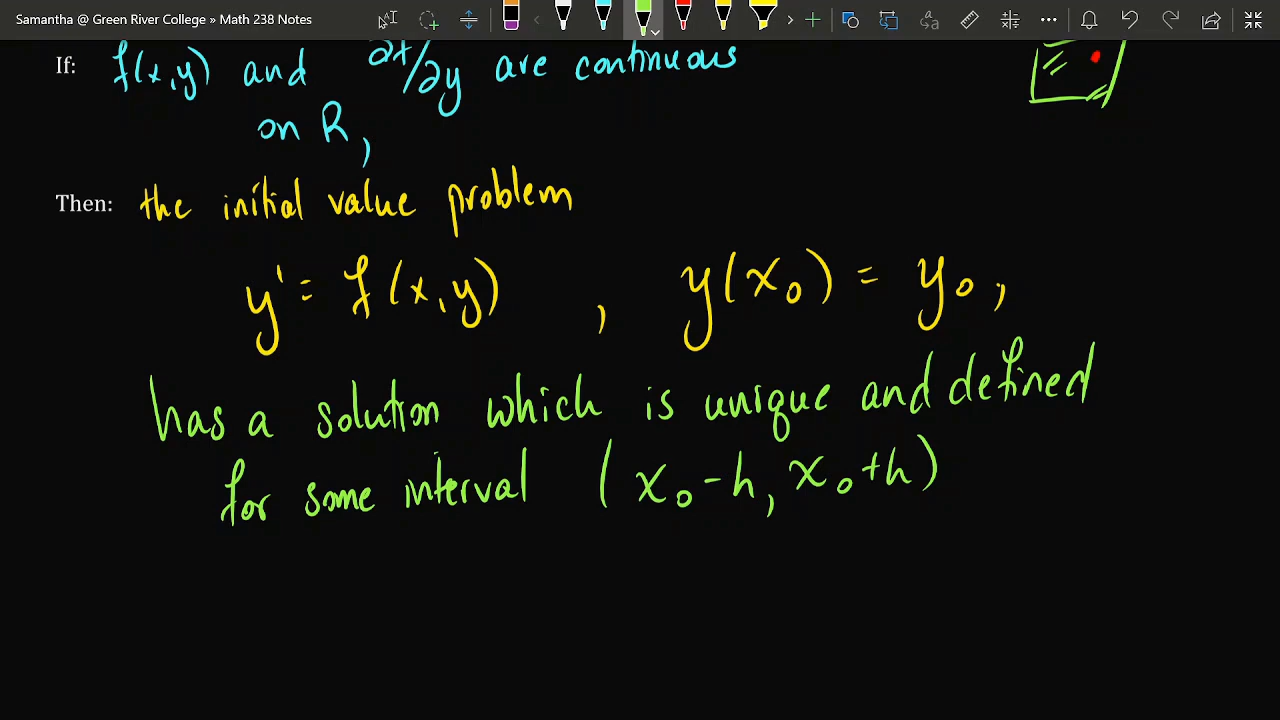 Samantha @ Green River College » Math 238 Notes
If: f(x,y) and ∂f/∂y are continuous
on R,
Then: the initial value problem
y' = f(x,y) , y(x₀) = y₀,
has a solution which is unique and defined
for some interval (x₀-h, x₀+h)